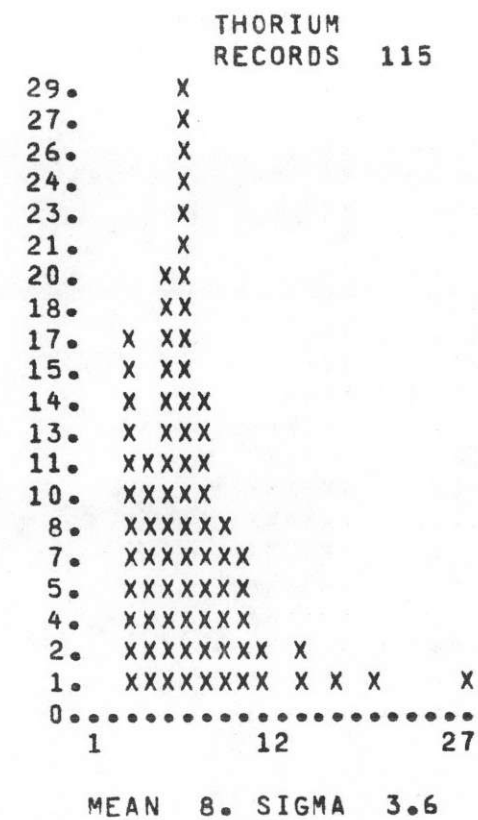 THORIUM
RECORDS 115
29. X
27. X
26. X
24. X
23. X
21. X
20. XX
18. XX
17. X XX
15. X XX
14. X XXX
13. X XXX
11. XXXXX
10. XXXXX
8. XXXXXX
7. XXXXXXX
5. XXXXXXX
4. XXXXXXX
2. XXXXXXXX X
1. XXXXXXXX X X X X
0......................
1 12 27
MEAN 8. SIGMA 3.6